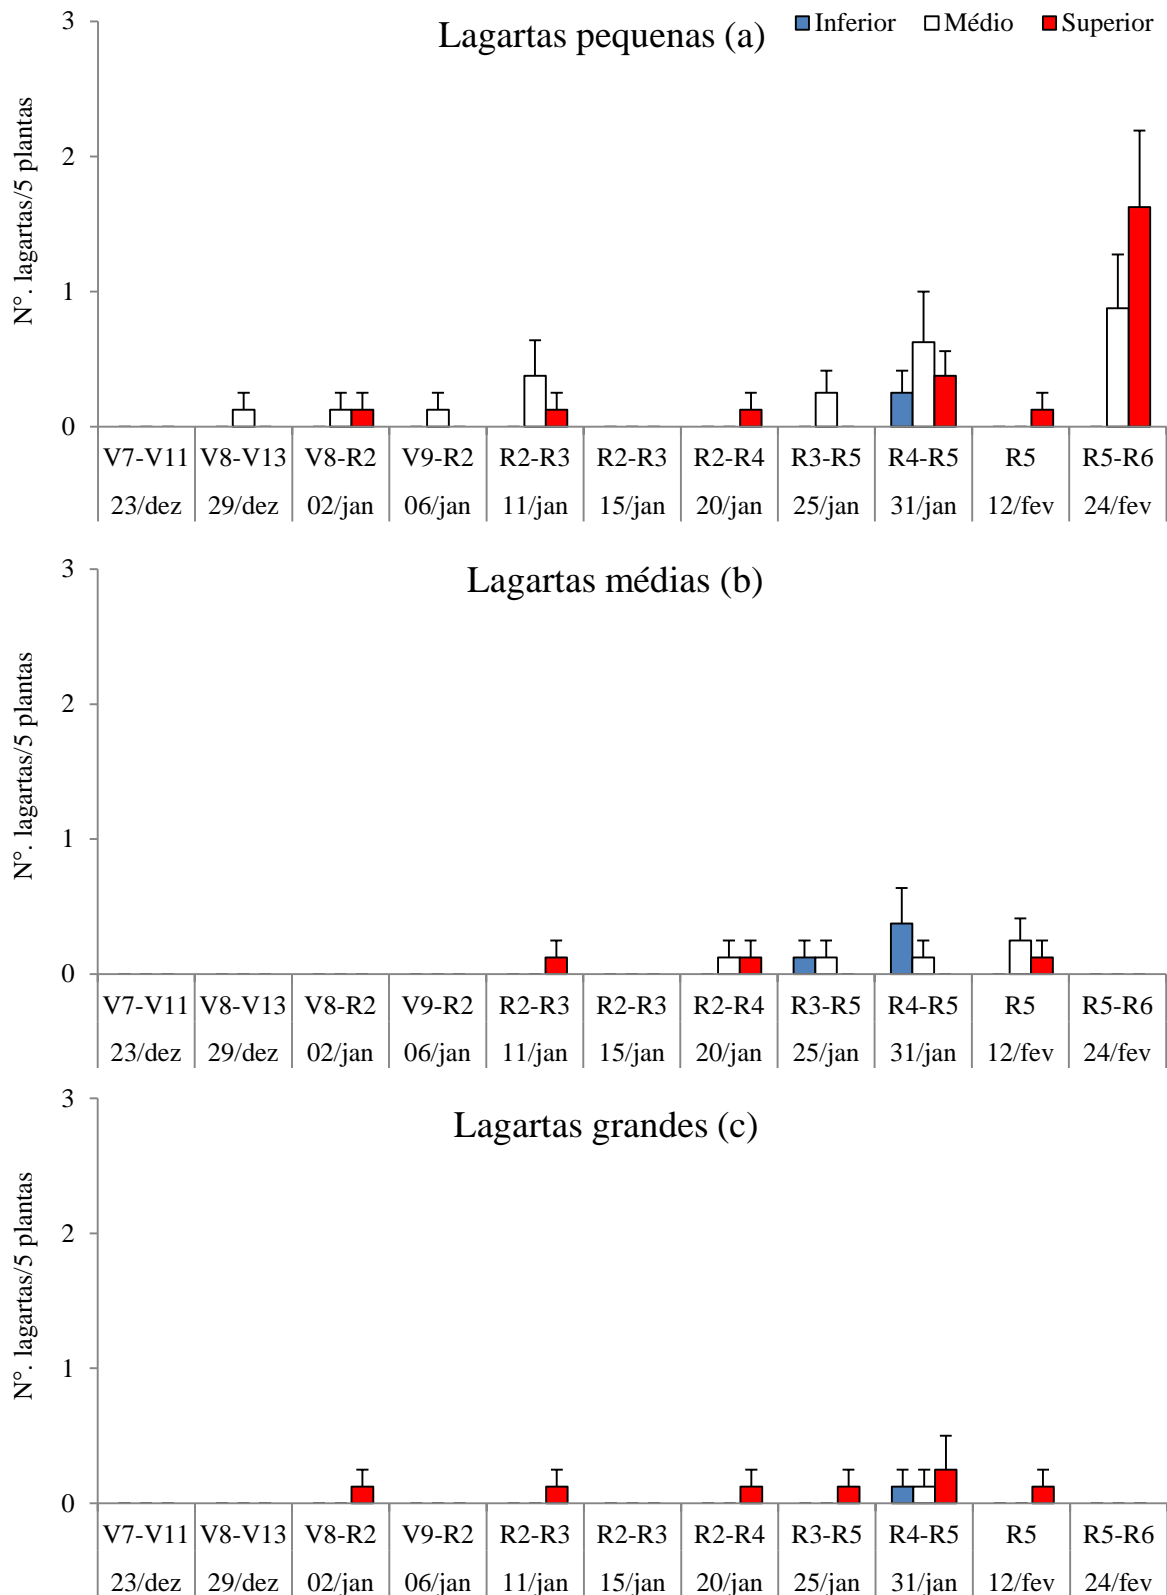 Lagartas pequenas (a)
Inferior Médio Superior
N°. lagartas/5 plantas
3
2
1
0
V7-V11 V8-V13 V8-R2 V9-R2 R2-R3 R2-R3 R2-R4 R3-R5 R4-R5 R5 R5-R6
23/dez 29/dez 02/jan 06/jan 11/jan 15/jan 20/jan 25/jan 31/jan 12/fev 24/fev
Lagartas médias (b)
N°. lagartas/5 plantas
3
2
1
0
V7-V11 V8-V13 V8-R2 V9-R2 R2-R3 R2-R3 R2-R4 R3-R5 R4-R5 R5 R5-R6
23/dez 29/dez 02/jan 06/jan 11/jan 15/jan 20/jan 25/jan 31/jan 12/fev 24/fev
Lagartas grandes (c)
N°. lagartas/5 plantas
3
2
1
0
V7-V11 V8-V13 V8-R2 V9-R2 R2-R3 R2-R3 R2-R4 R3-R5 R4-R5 R5 R5-R6
23/dez 29/dez 02/jan 06/jan 11/jan 15/jan 20/jan 25/jan 31/jan 12/fev 24/fev